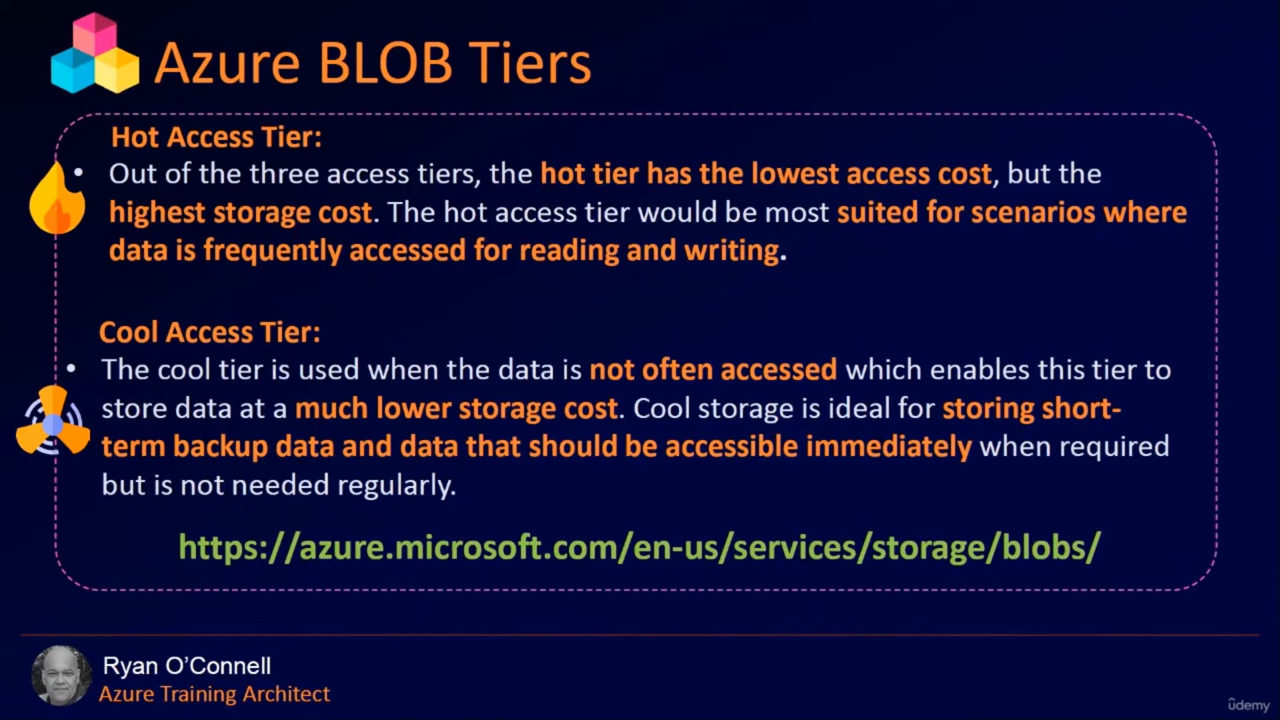 Azure BLOB Tiers
Hot Access Tier:
• Out of the three access tiers, the hot tier has the lowest access cost, but the
highest storage cost. The hot access tier would be most suited for scenarios where
data is frequently accessed for reading and writing.
Cool Access Tier:
• The cool tier is used when the data is not often accessed which enables this tier to
store data at a much lower storage cost. Cool storage is ideal for storing short-
term backup data and data that should be accessible immediately when required
but is not needed regularly.
https://azure.microsoft.com/en-us/services/storage/blobs/
Ryan O’Connell
Azure Training Architect
ûdemy